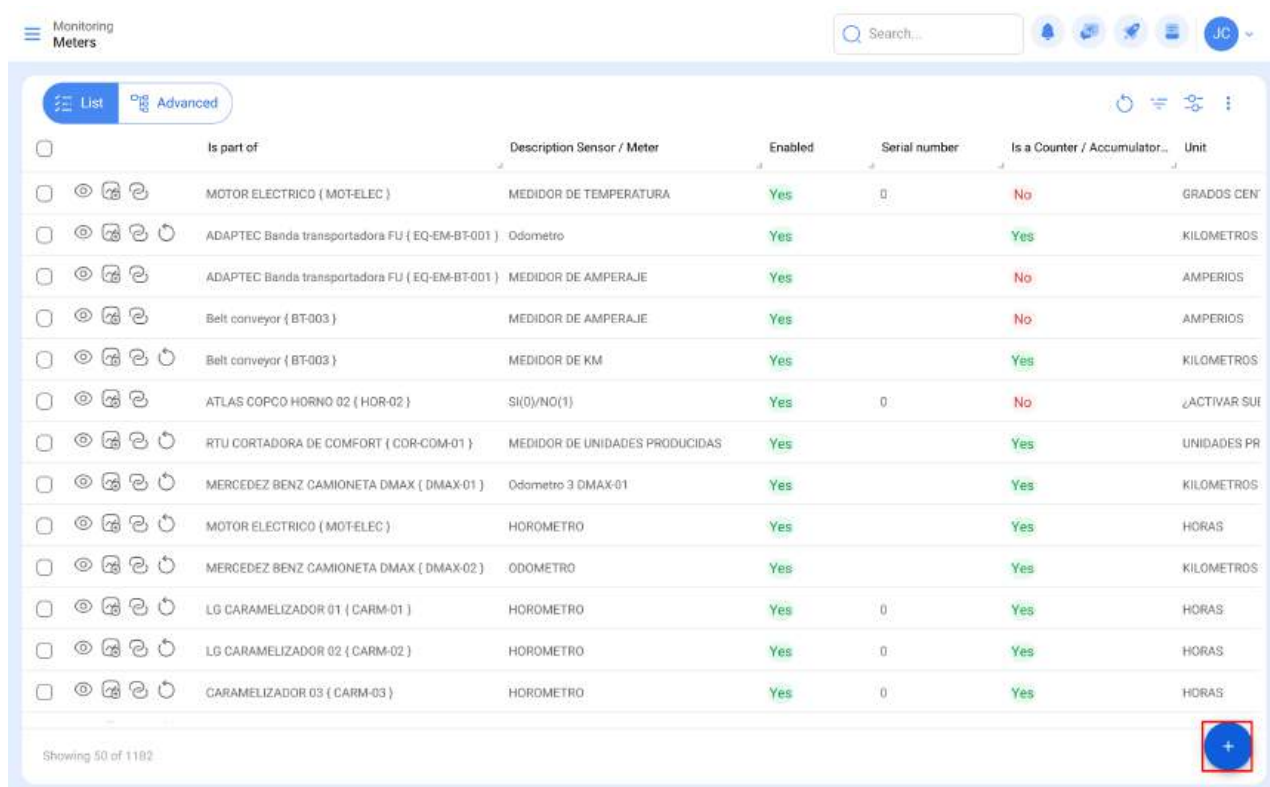 Monitoring
Meters
Search...
JC
List
Advanced
Is part of Description Sensor / Meter Enabled Serial number Is a Counter / Accumulator... Unit
MOTOR ELECTRICO { MOT-ELEC } MEDIDOR DE TEMPERATURA Yes 0 No GRADOS CEN
ADAPTEC Banda transportadora FU { EQ-EM-BT-001 } Odometro Yes Yes KILOMETROS
ADAPTEC Banda transportadora FU { EQ-EM-BT-001 } MEDIDOR DE AMPERAJE Yes No AMPERIOS
Belt conveyor { BT-003 } MEDIDOR DE AMPERAJE Yes No AMPERIOS
Belt conveyor { BT-003 } MEDIDOR DE KM Yes Yes KILOMETROS
ATLAS COPCO HORNO 02 { HOR-02 } SI(0)/NO(1) Yes 0 No ¿ACTIVAR SUE
RTU CORTADORA DE COMFORT { COR-COM-01 } MEDIDOR DE UNIDADES PRODUCIDAS Yes Yes UNIDADES PR
MERCEDEZ BENZ CAMIONETA DMAX { DMAX-01 } Odometro 3 DMAX-01 Yes Yes KILOMETROS
MOTOR ELECTRICO { MOT-ELEC } HOROMETRO Yes Yes HORAS
MERCEDEZ BENZ CAMIONETA DMAX { DMAX-02 } ODOMETRO Yes Yes KILOMETROS
LG CARAMELIZADOR 01 { CARM-01 } HOROMETRO Yes 0 Yes HORAS
LG CARAMELIZADOR 02 { CARM-02 } HOROMETRO Yes 0 Yes HORAS
CARAMELIZADOR 03 { CARM-03 } HOROMETRO Yes 0 Yes HORAS
Showing 50 of 1182
+